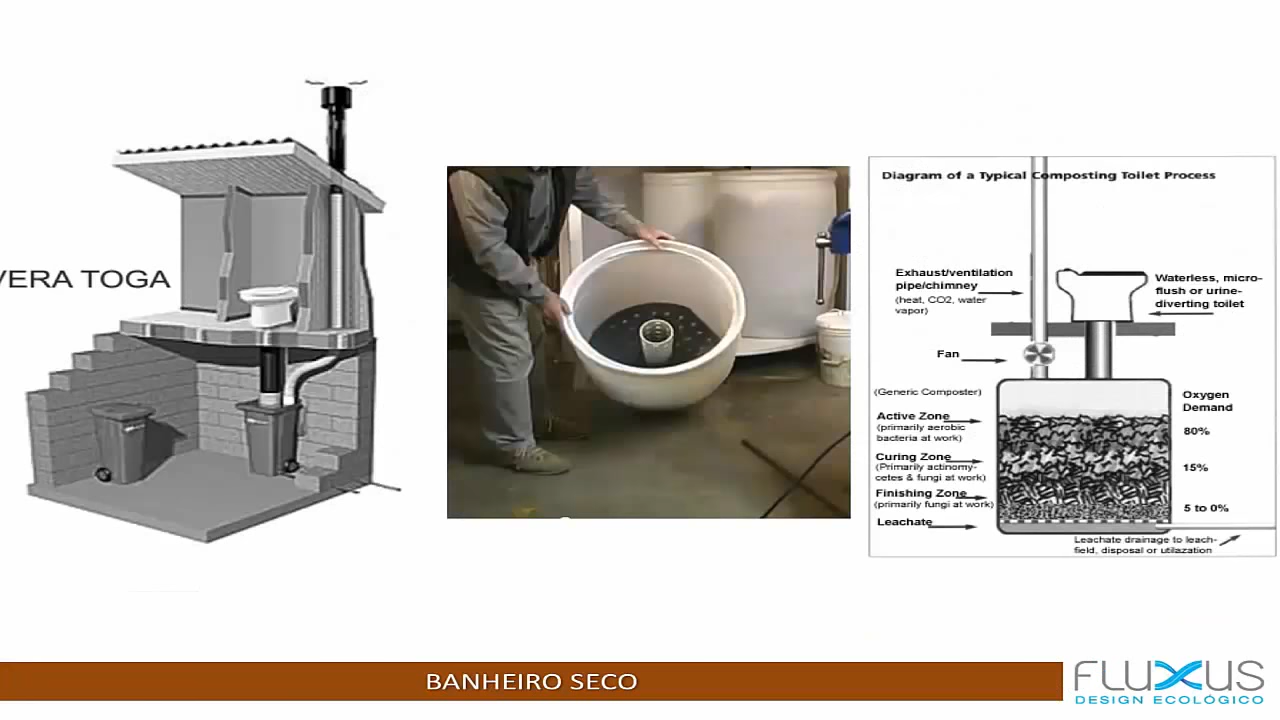 VERA TOGA
Diagram of a Typical Composting Toilet Process
Exhaust/ventilation
pipe/chimney
(heat, CO2, water
vapor)
Waterless, micro-
flush or urine-
diverting toilet
Fan
(Generic Composter)
Oxygen
Demand
Active Zone
(primarily aerobic
bacteria at work)
80%
Curing Zone
(Primarily actinomy-
cetes & fungi at work)
15%
Finishing Zone
(primarily fungi at work)
5 to 0%
Leachate
Leachate drainage to leach-
field, disposal or utilazation
BANHEIRO SECO
FLUXUS
DESIGN ECOLÓGICO